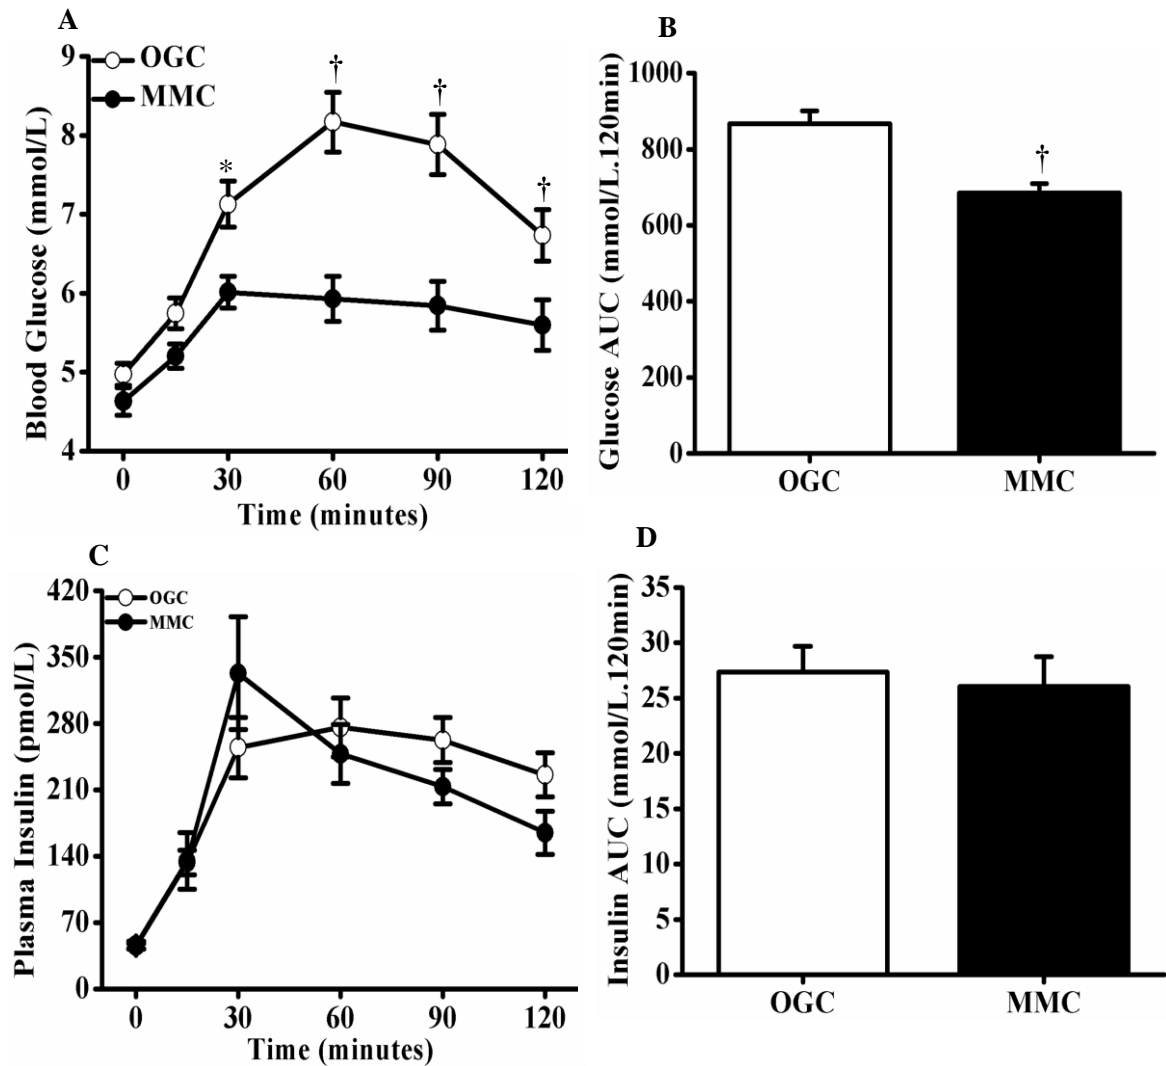 A
OGC
MMC
Blood Glucose (mmol/L)
9
8
7
6
5
4
*
†
†
†
0 30 60 90 120
Time (minutes)
B
Glucose AUC (mmol/L.120min)
1000
800
600
400
200
0
†
OGC MMC
C
OGC
MMC
Plasma Insulin (pmol/L)
420
350
280
210
140
70
0
0 30 60 90 120
Time (minutes)
D
Insulin AUC (mmol/L.120min)
35
30
25
20
15
10
5
0
OGC MMC